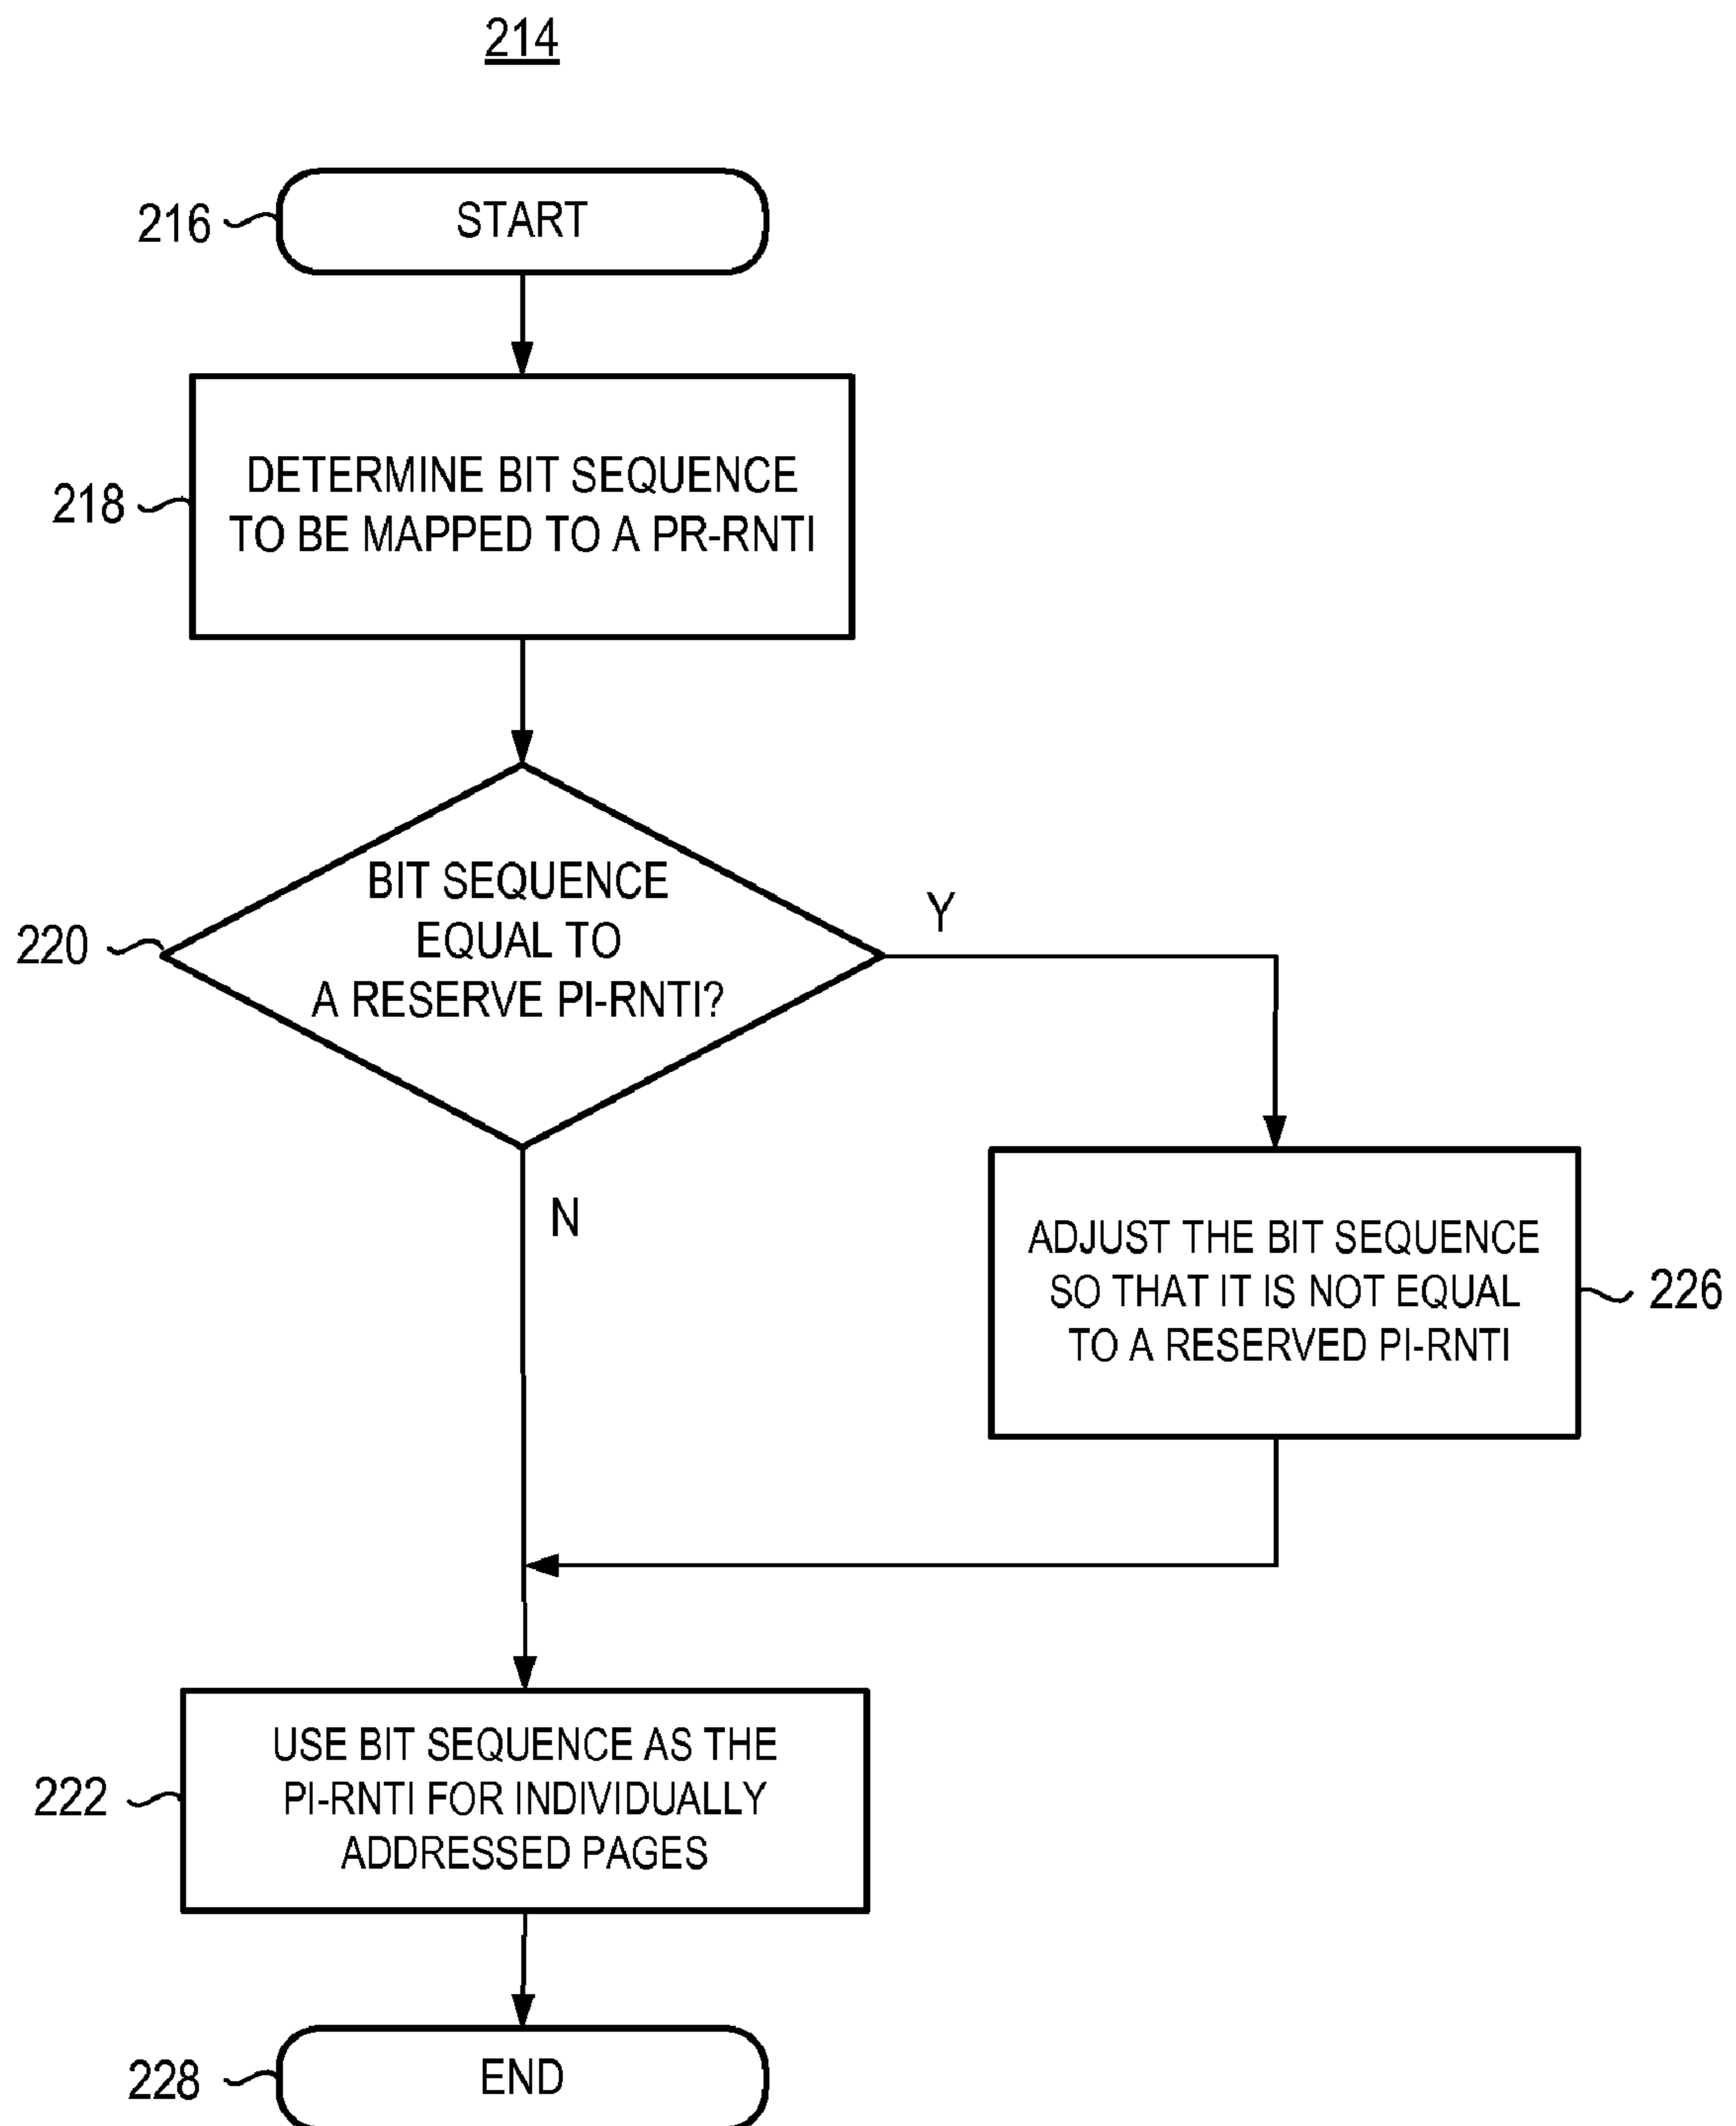 214
216
START
218
DETERMINE BIT SEQUENCE
TO BE MAPPED TO A PR-RNTI
220
BIT SEQUENCE
EQUAL TO
A RESERVE PI-RNTI?
Y
N
ADJUST THE BIT SEQUENCE
SO THAT IT IS NOT EQUAL
TO A RESERVED PI-RNTI
226
222
USE BIT SEQUENCE AS THE
PI-RNTI FOR INDIVIDUALLY
ADDRESSED PAGES
228
END